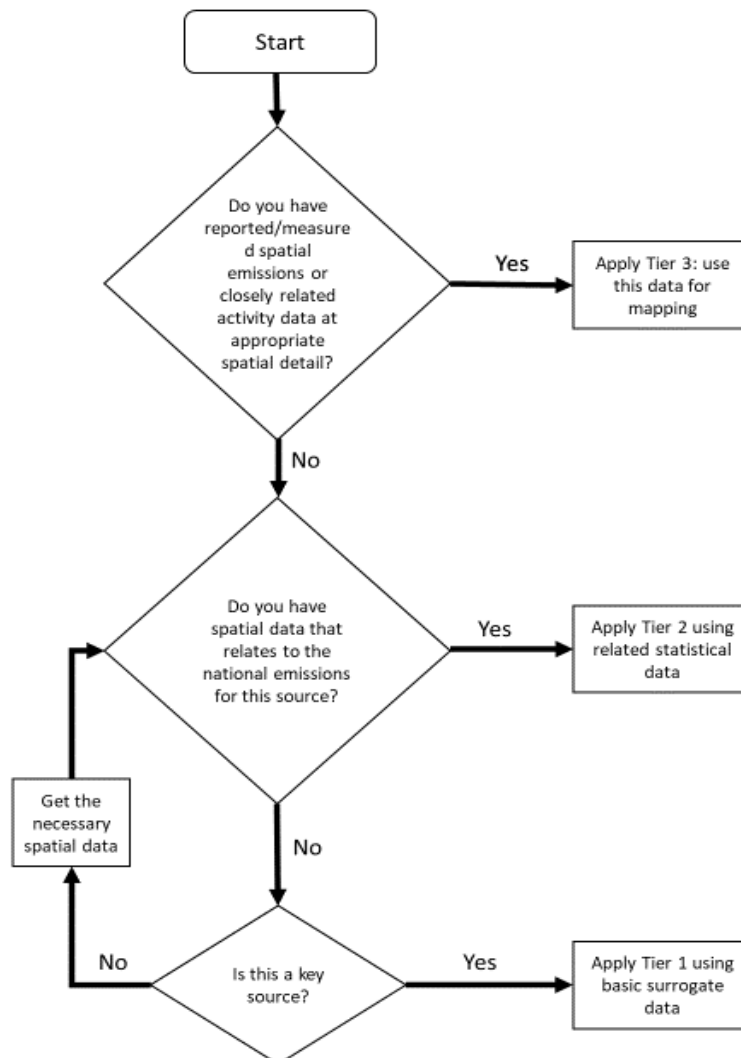 Start
Do you have
reported/measure
d spatial
emissions or
closely related
activity data at
appropriate
spatial detail?
Yes
Apply Tier 3: use
this data for
mapping
No
Do you have
spatial data that
relates to the
national emissions
for this source?
Yes
Apply Tier 2 using
related statistical
data
Get the
necessary
spatial data
No
No
Is this a key
source?
Yes
Apply Tier 1 using
basic surrogate
data